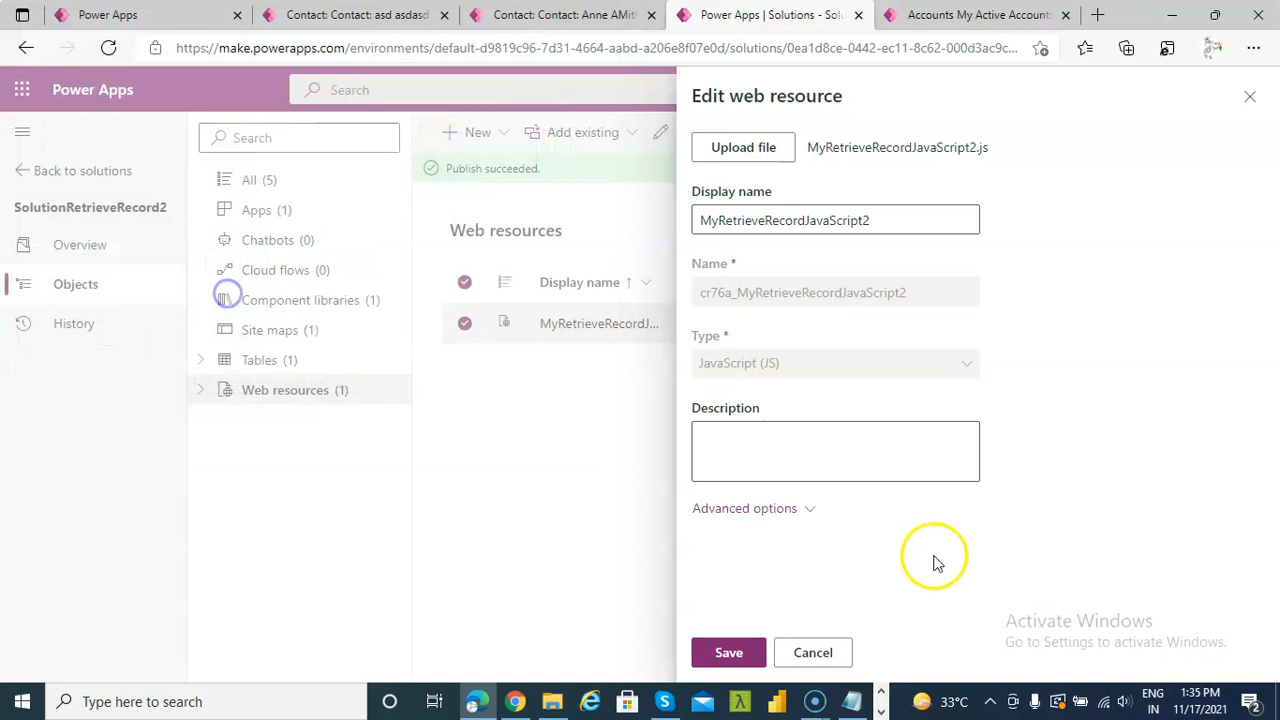 Power Apps
Contact: Contact: asd asdasd
Contact: Contact: Anne AMit
Power Apps | Resource - Solutions - So
Accounts My Active Accounts
https://make.powerapps.com/environments/default-d9819c96-7d31-4664-aabd-a206e8f07e0d/solutions/0ea1d8ce-0442-ec11-8c62-000d3ac9c...
Power Apps
Search
Search
Back to solutions
SolutionRetrieveRecord2
Overview
Objects
History
All (5)
Apps (1)
Chatbots (0)
Cloud flows (0)
Component libraries (1)
Site maps (1)
Tables (1)
Web resources (1)
New
Add existing
Publish succeeded.
Web resources
Display name ↑
MyRetrieveRecordJ...
Edit web resource
Upload file
MyRetrieveRecordJavaScript2.js
Display name
MyRetrieveRecordJavaScript2
Name *
cr76a_MyRetrieveRecordJavaScript2
Type *
JavaScript (JS)
Description
Advanced options
Save
Cancel
Activate Windows
Go to Settings to activate Windows.
Type here to search
33°C
ENG
IN
1:35 PM
11/17/2021
2